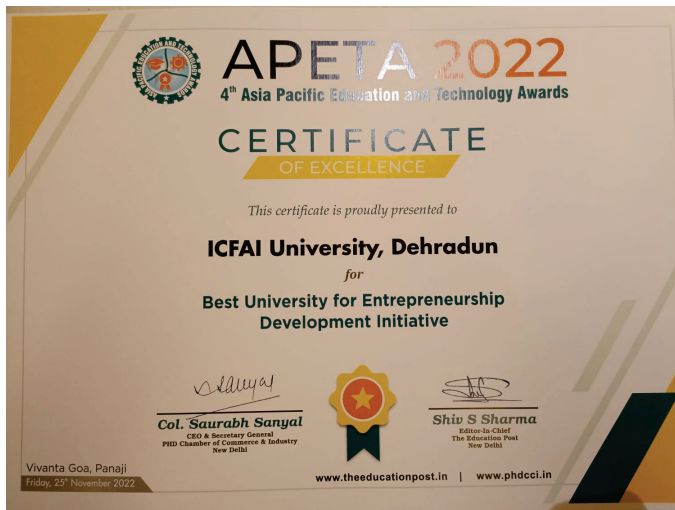 APETA 2022
4th Asia Pacific Education and Technology Awards
CERTIFICATE
OF EXCELLENCE
This certificate is proudly presented to
ICFAI University, Dehradun
for
Best University for Entrepreneurship
Development Initiative
Col. Saurabh Sanyal
CEO & Secretary General
PHD Chamber of Commerce & Industry
New Delhi
Shiv S Sharma
Editor-In-Chief
The Education Post
New Delhi
Vivanta Goa, Panaji
Friday, 25th November 2022
www.theeducationpost.in | www.phdcci.in